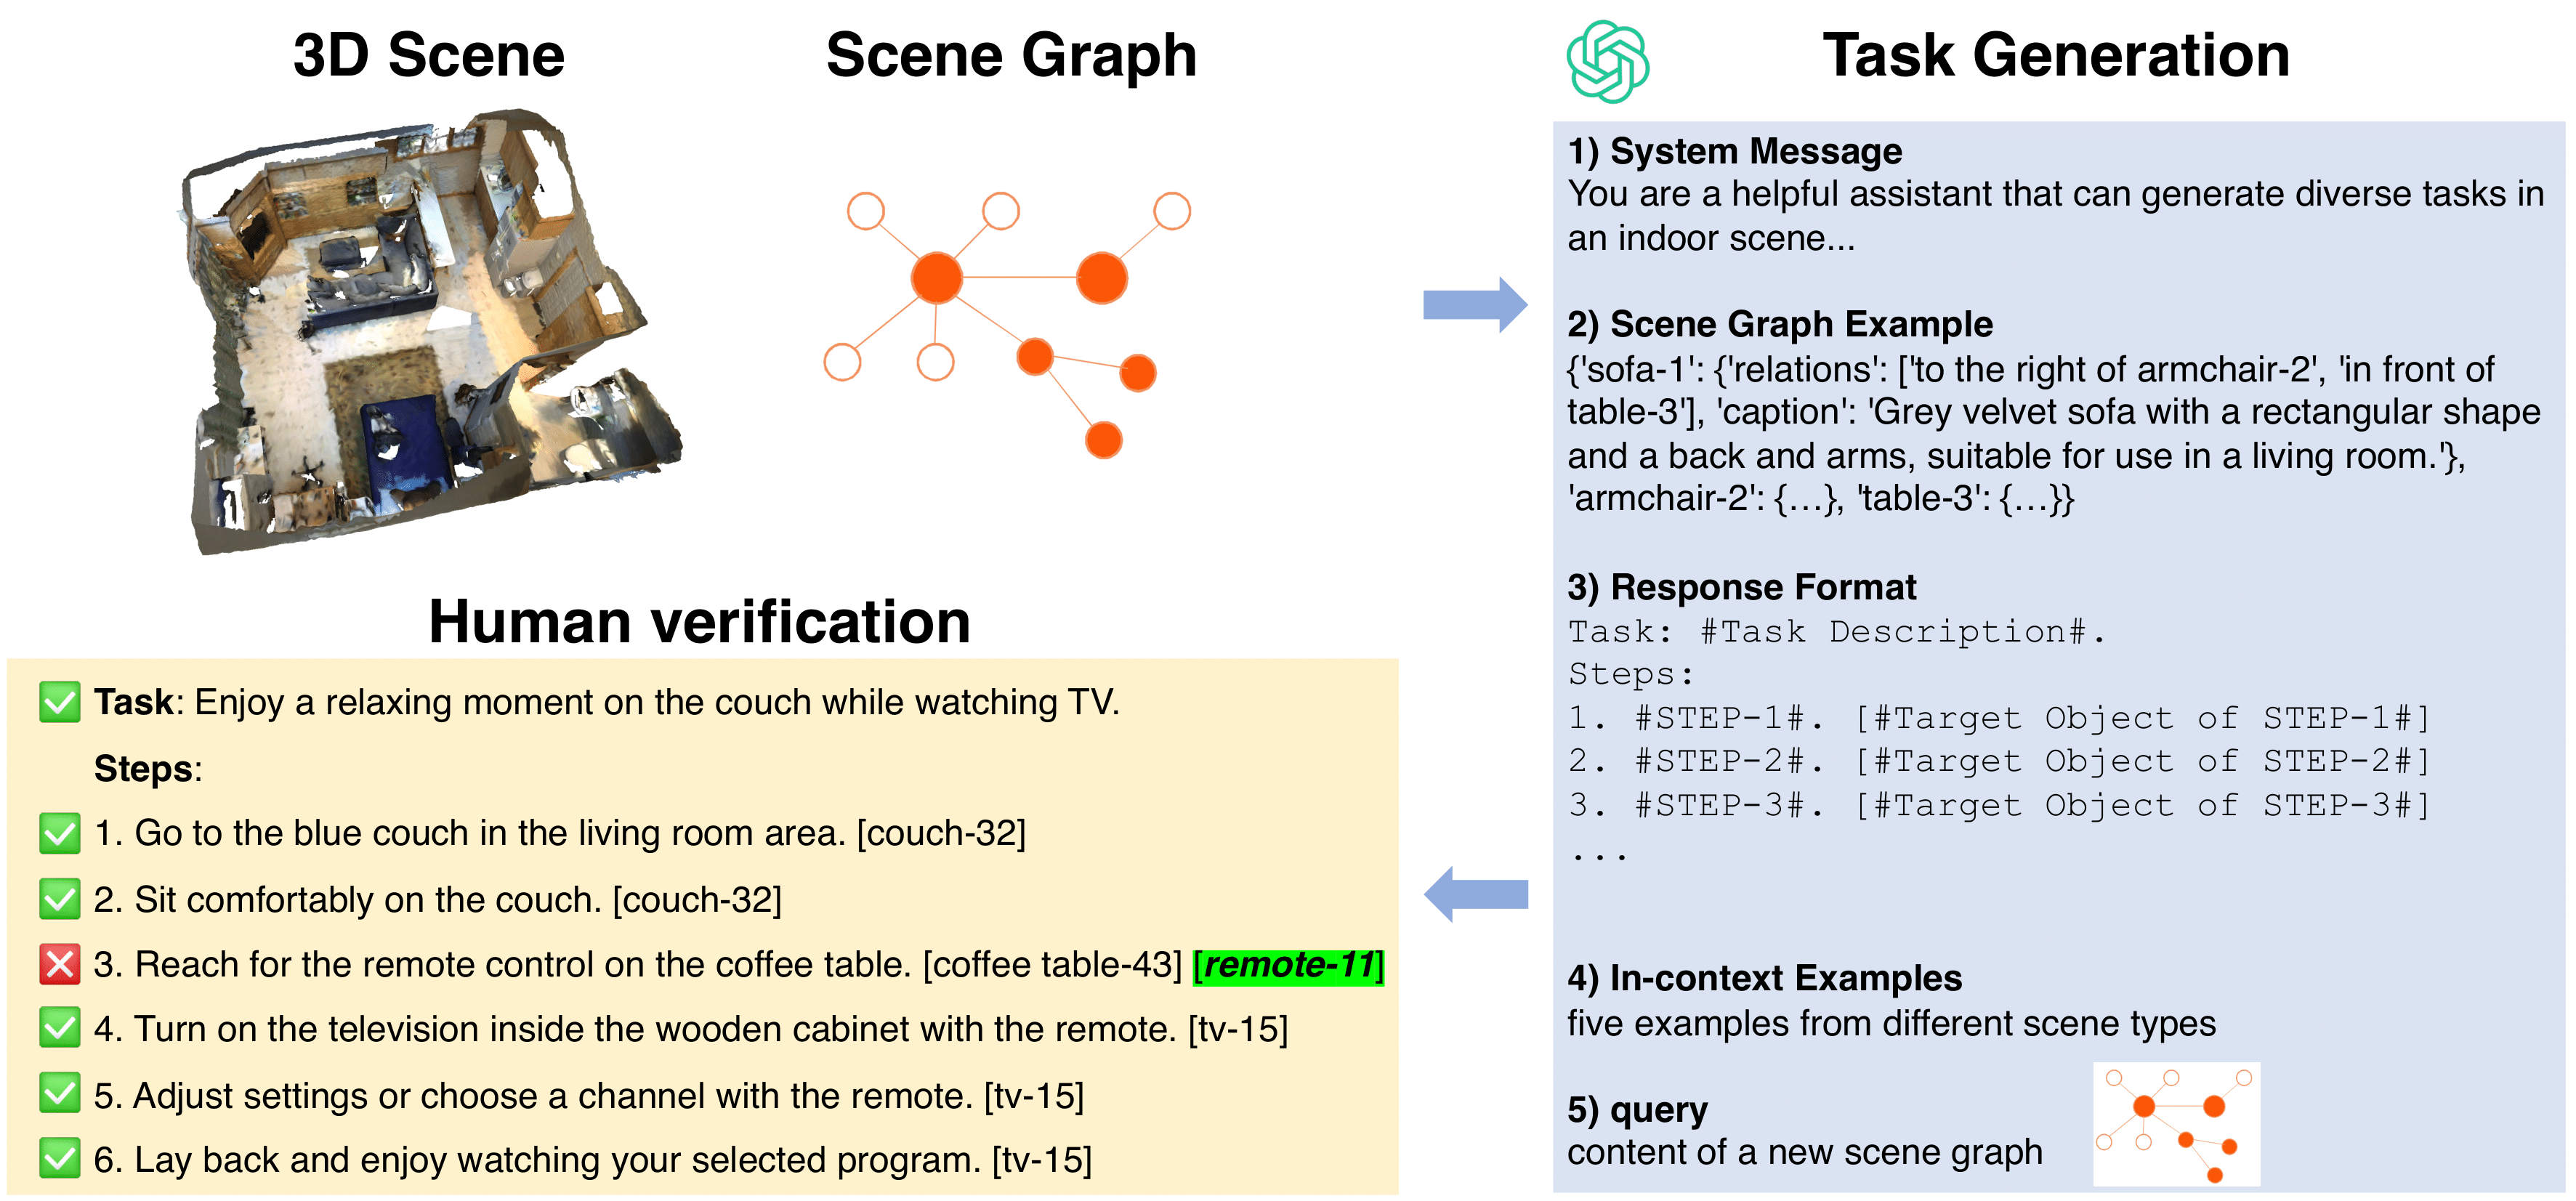 3D Scene
Scene Graph
Task Generation
1) System Message
You are a helpful assistant that can generate diverse tasks in
an indoor scene...
2) Scene Graph Example
{'sofa-1': {'relations': ['to the right of armchair-2', 'in front of
table-3'], 'caption': 'Grey velvet sofa with a rectangular shape
and a back and arms, suitable for use in a living room.'},
'armchair-2': {…}, 'table-3': {…}}
3) Response Format
Task: #Task Description#.
Steps:
1. #STEP-1#. [#Target Object of STEP-1#]
2. #STEP-2#. [#Target Object of STEP-2#]
3. #STEP-3#. [#Target Object of STEP-3#]
...
4) In-context Examples
five examples from different scene types
5) query
content of a new scene graph
Human verification
Task: Enjoy a relaxing moment on the couch while watching TV.
Steps:
1. Go to the blue couch in the living room area. [couch-32]
2. Sit comfortably on the couch. [couch-32]
3. Reach for the remote control on the coffee table. [coffee table-43] [remote-11]
4. Turn on the television inside the wooden cabinet with the remote. [tv-15]
5. Adjust settings or choose a channel with the remote. [tv-15]
6. Lay back and enjoy watching your selected program. [tv-15]